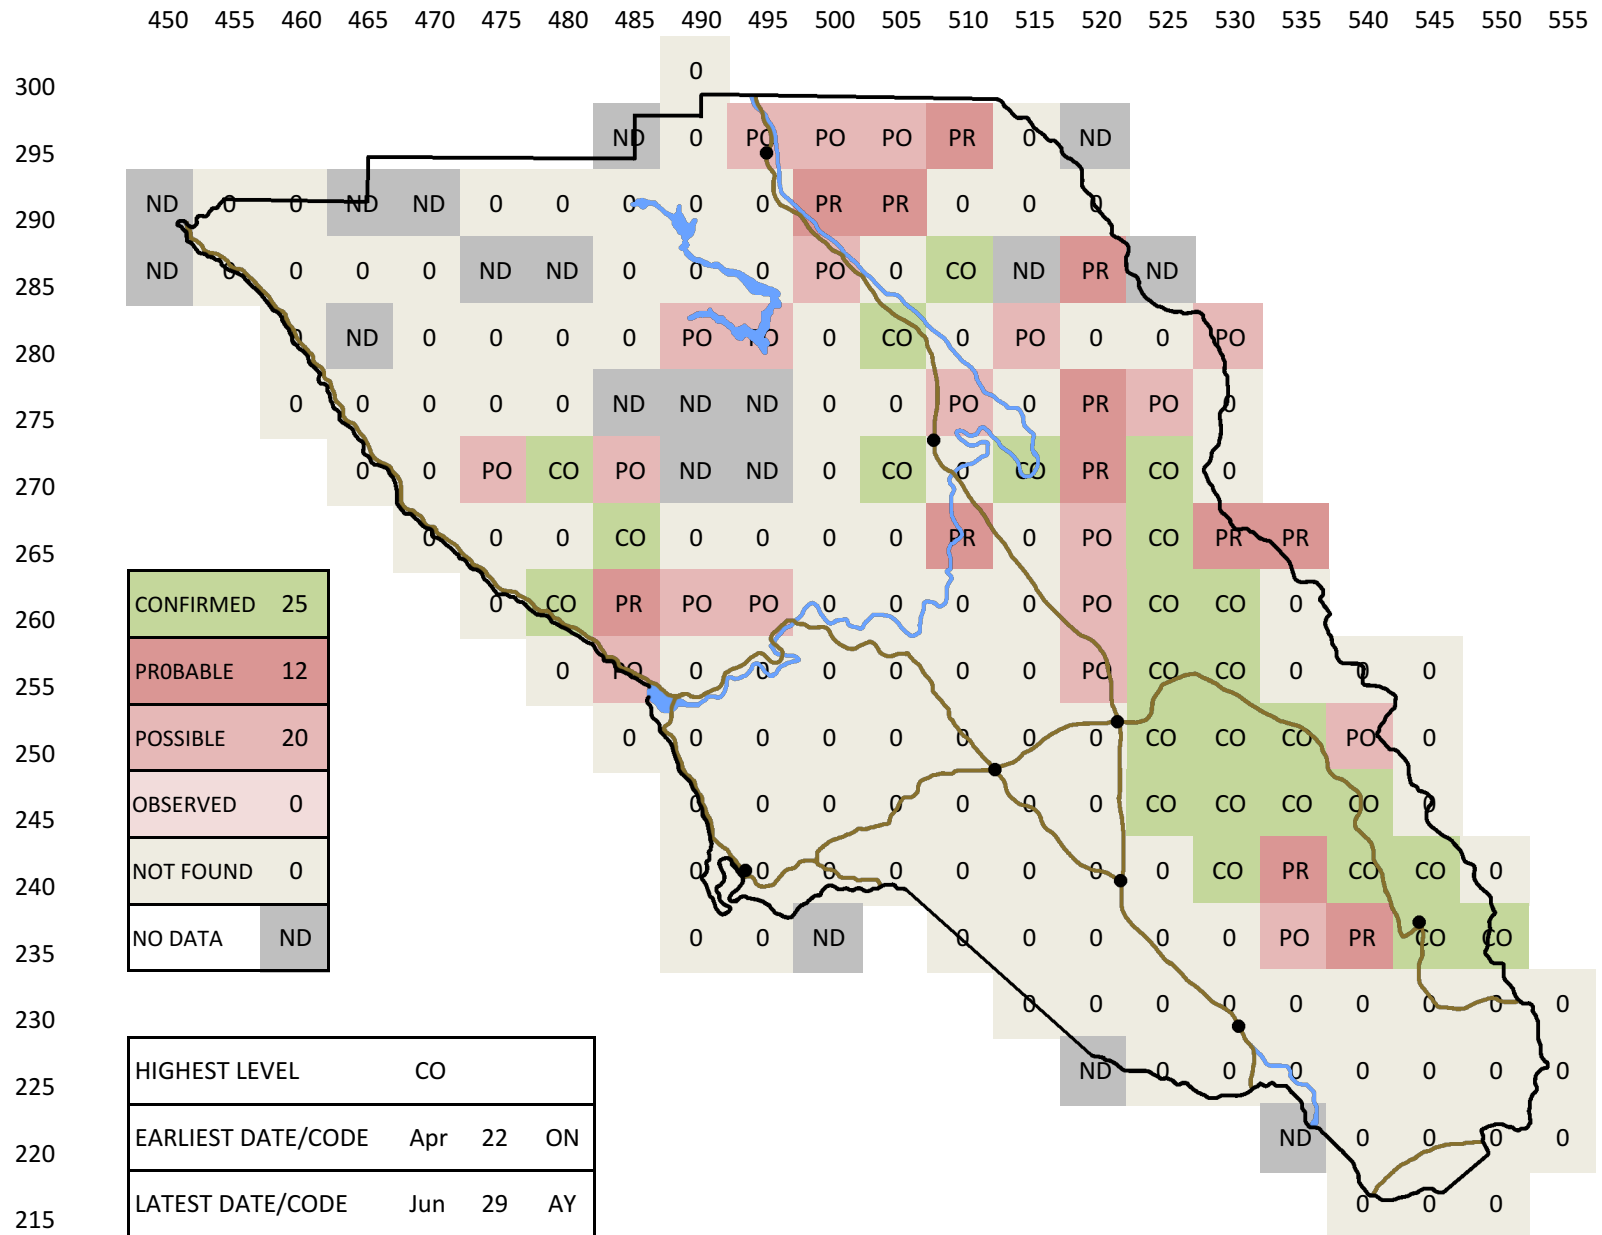 450 455 460 465 470 475 480 485 490 495 500 505 510 515 520 525 530 535 540 545 550 555
0
300
ND 0 PO PO PO PR 0 ND
295
ND 0 0 ND ND 0 0 0 0 0 PR PR 0 0 0
290
ND 0 0 0 0 ND ND 0 0 0 PO 0 CO ND PR ND
285
0 ND 0 0 0 0 PO PO 0 CO 0 PO 0 0 PO
280
0 0 0 0 0 ND ND ND 0 0 PO 0 PR PO 0
275
0 0 PO CO PO ND ND 0 CO 0 CO PR CO 0
270
0 0 0 CO 0 0 0 0 PR 0 PO CO PR PR
265
CONFIRMED 25 0 CO PR PO PO 0 0 0 0 PO CO CO 0
260
PR0BABLE 12 0 PO 0 0 0 0 0 0 PO CO CO 0 0 0
255
POSSIBLE 20 0 0 0 0 0 0 0 0 CO CO CO PO 0
250
OBSERVED 0 0 0 0 0 0 0 0 CO CO CO CO 0
245
NOT FOUND 0 0 0 0 0 0 0 0 0 CO PR CO CO 0
240
NO DATA ND 0 0 ND 0 0 0 0 0 PO PR CO CO
235
0 0 0 0 0 0 0 0 0
230
HIGHEST LEVEL CO ND 0 0 0 0 0 0 0
225
EARLIEST DATE/CODE Apr 22 ON ND 0 0 0 0
220
LATEST DATE/CODE Jun 29 AY 0 0 0
215